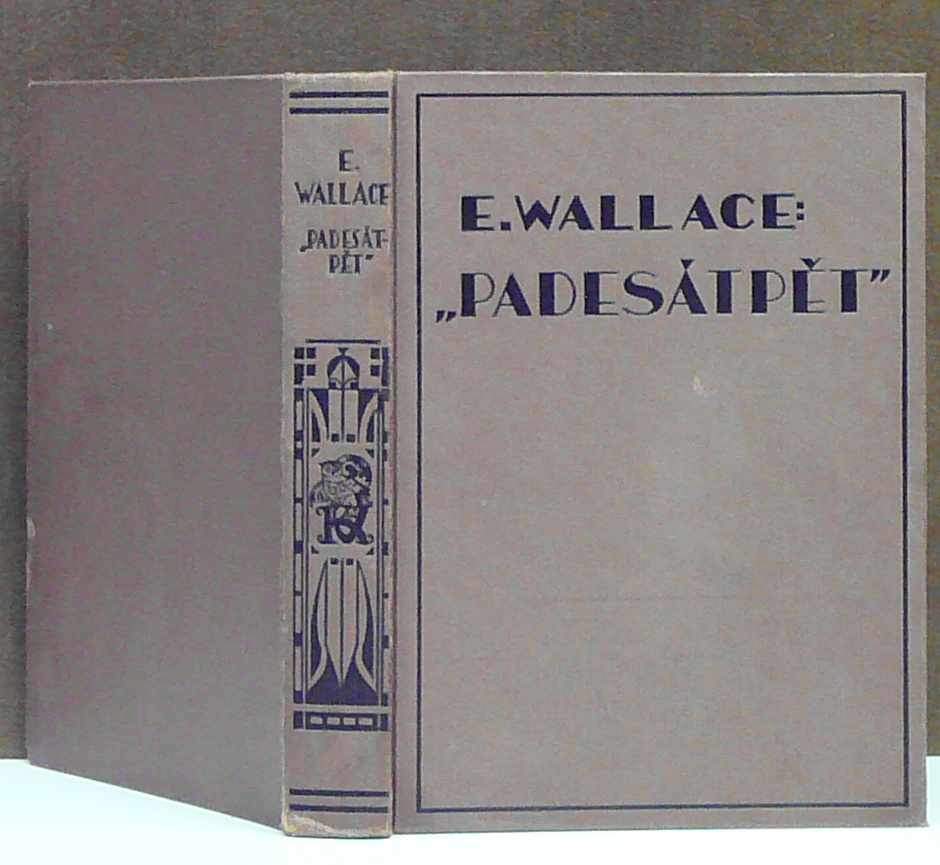 E.
WALLACE
„PADESÁT-
PĚT"
E. WALLACE:
„PADESÁTPĚT"